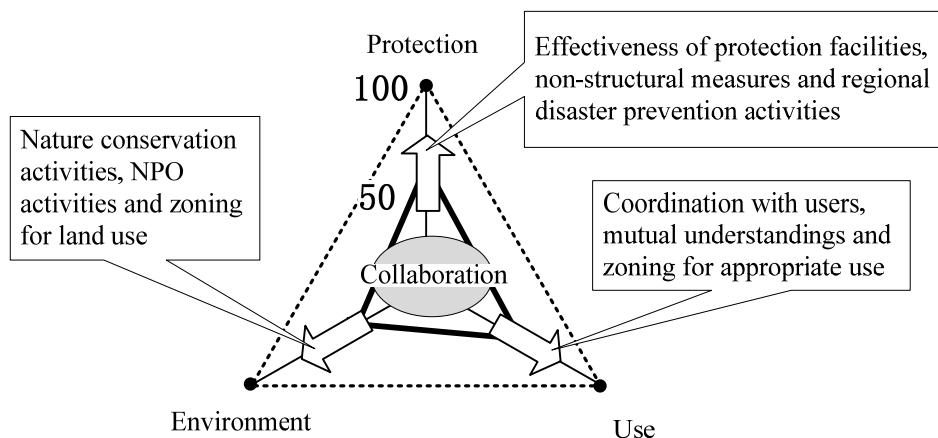 Protection
Effectiveness of protection facilities,
non-structural measures and regional
disaster prevention activities
100
Nature conservation
activities, NPO
activities and zoning
for land use
50
Coordination with users,
mutual understandings and
zoning for appropriate use
Collaboration
Environment
Use